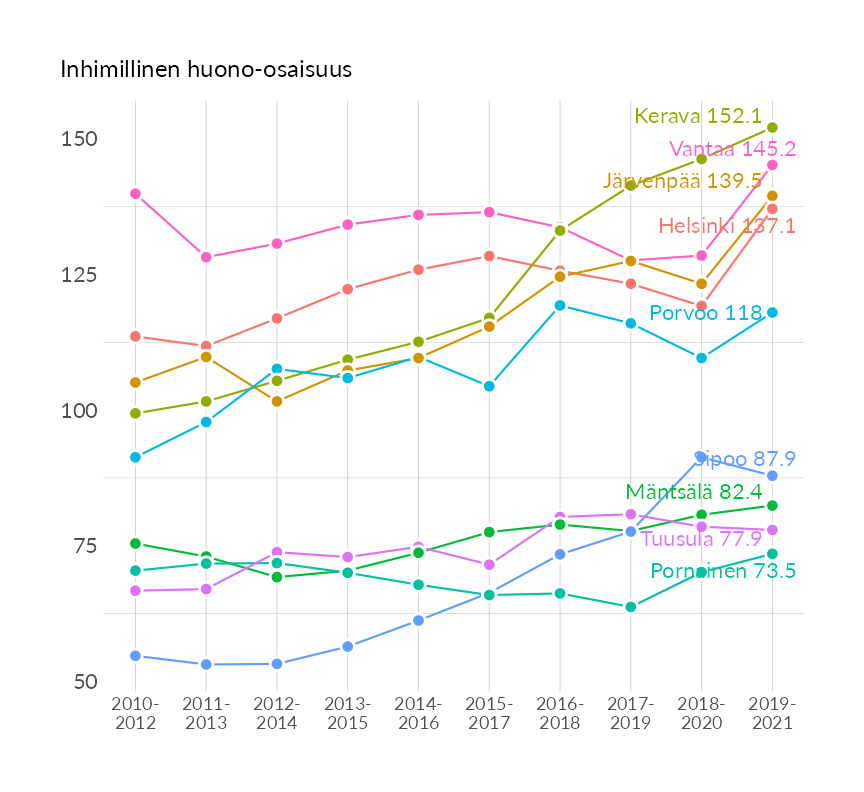 Inhimillinen huono-osaisuus
150
125
100
75
50
Kerava 152.1
Vantaa 145.2
Järvenpää 139.5
Helsinki 137.1
Porvoo 118
Sipoo 87.9
Mäntsälä 82.4
Tuusula 77.9
Pornainen 73.5
2010-
2012
2011-
2013
2012-
2014
2013-
2015
2014-
2016
2015-
2017
2016-
2018
2017-
2019
2018-
2020
2019-
2021